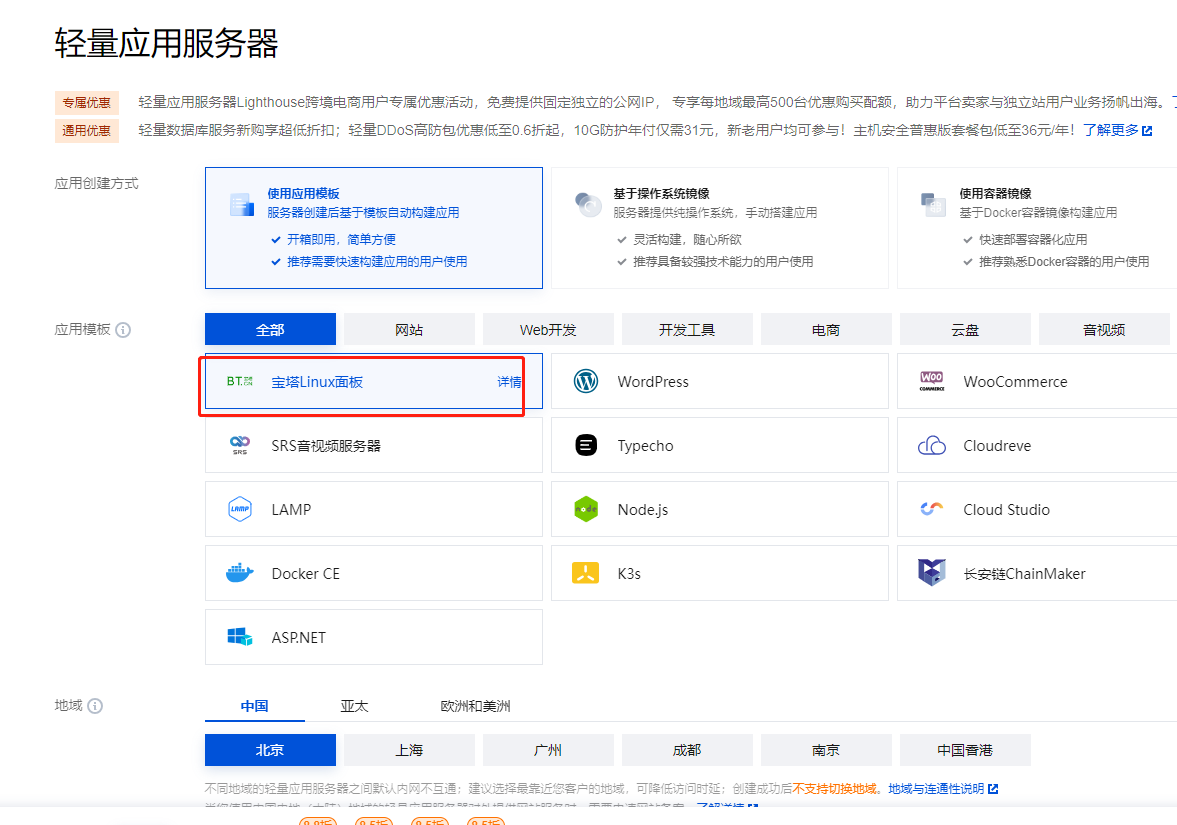 轻量应用服务器
专属优惠 轻量应用服务器Lighthouse跨境电商用户专属优惠活动，免费提供固定独立的公网IP， 专享每地域最高500台优惠购买配额，助力平台卖家与独立站用户业务扬帆出海。
通用优惠 轻量数据库服务新购享超低折扣；轻量DDoS高防包优惠低至0.6折起，10G防护年付仅需31元，新老用户均可参与！主机安全普惠版套餐包低至36元/年！了解更多
应用创建方式
使用应用模板
服务器创建后基于模板自动构建应用
开箱即用，简单方便
推荐需要快速构建应用的用户使用
基于操作系统镜像
服务器提供纯操作系统，手动搭建应用
灵活构建，随心所欲
推荐具备较强技术能力的用户使用
使用容器镜像
基于Docker容器镜像构建应用
快速部署容器化应用
推荐熟悉Docker容器的用户使用
应用模板
全部 网站 Web开发 开发工具 电商 云盘 音视频
BT.CN 宝塔Linux面板 详情
WordPress
WOO COMMERCE WooCommerce
SRS SRS音视频服务器
Typecho
Cloudreve
LAMP LAMP
node Node.js
Cloud Studio
Docker CE
K3s
长安链ChainMaker
ASP.NET
地域
中国 亚太 欧洲和美洲
北京 上海 广州 成都 南京 中国香港
不同地域的轻量应用服务器之间默认内网不互通；建议选择最靠近您客户的地域，可降低访问时延；创建成功后不支持切换地域。地域与连通性说明
8.5折 8.5折 8.5折